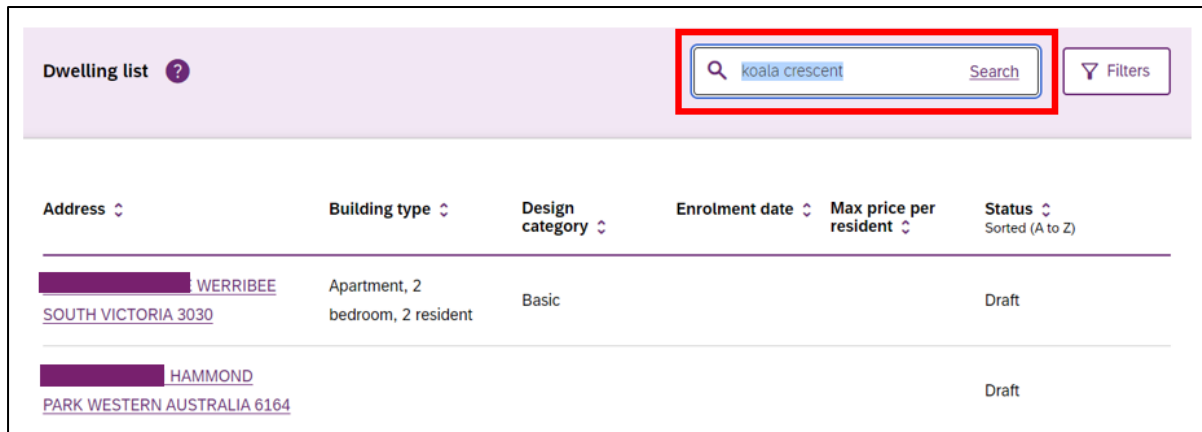 Dwelling list ?
koala crescent Search Filters
Address Building type Design category Enrolment date Max price per resident Status
Sorted (A to Z)
WERRIBEE
SOUTH VICTORIA 3030
Apartment, 2
bedroom, 2 resident
Basic
Draft
HAMMOND
PARK WESTERN AUSTRALIA 6164
Draft